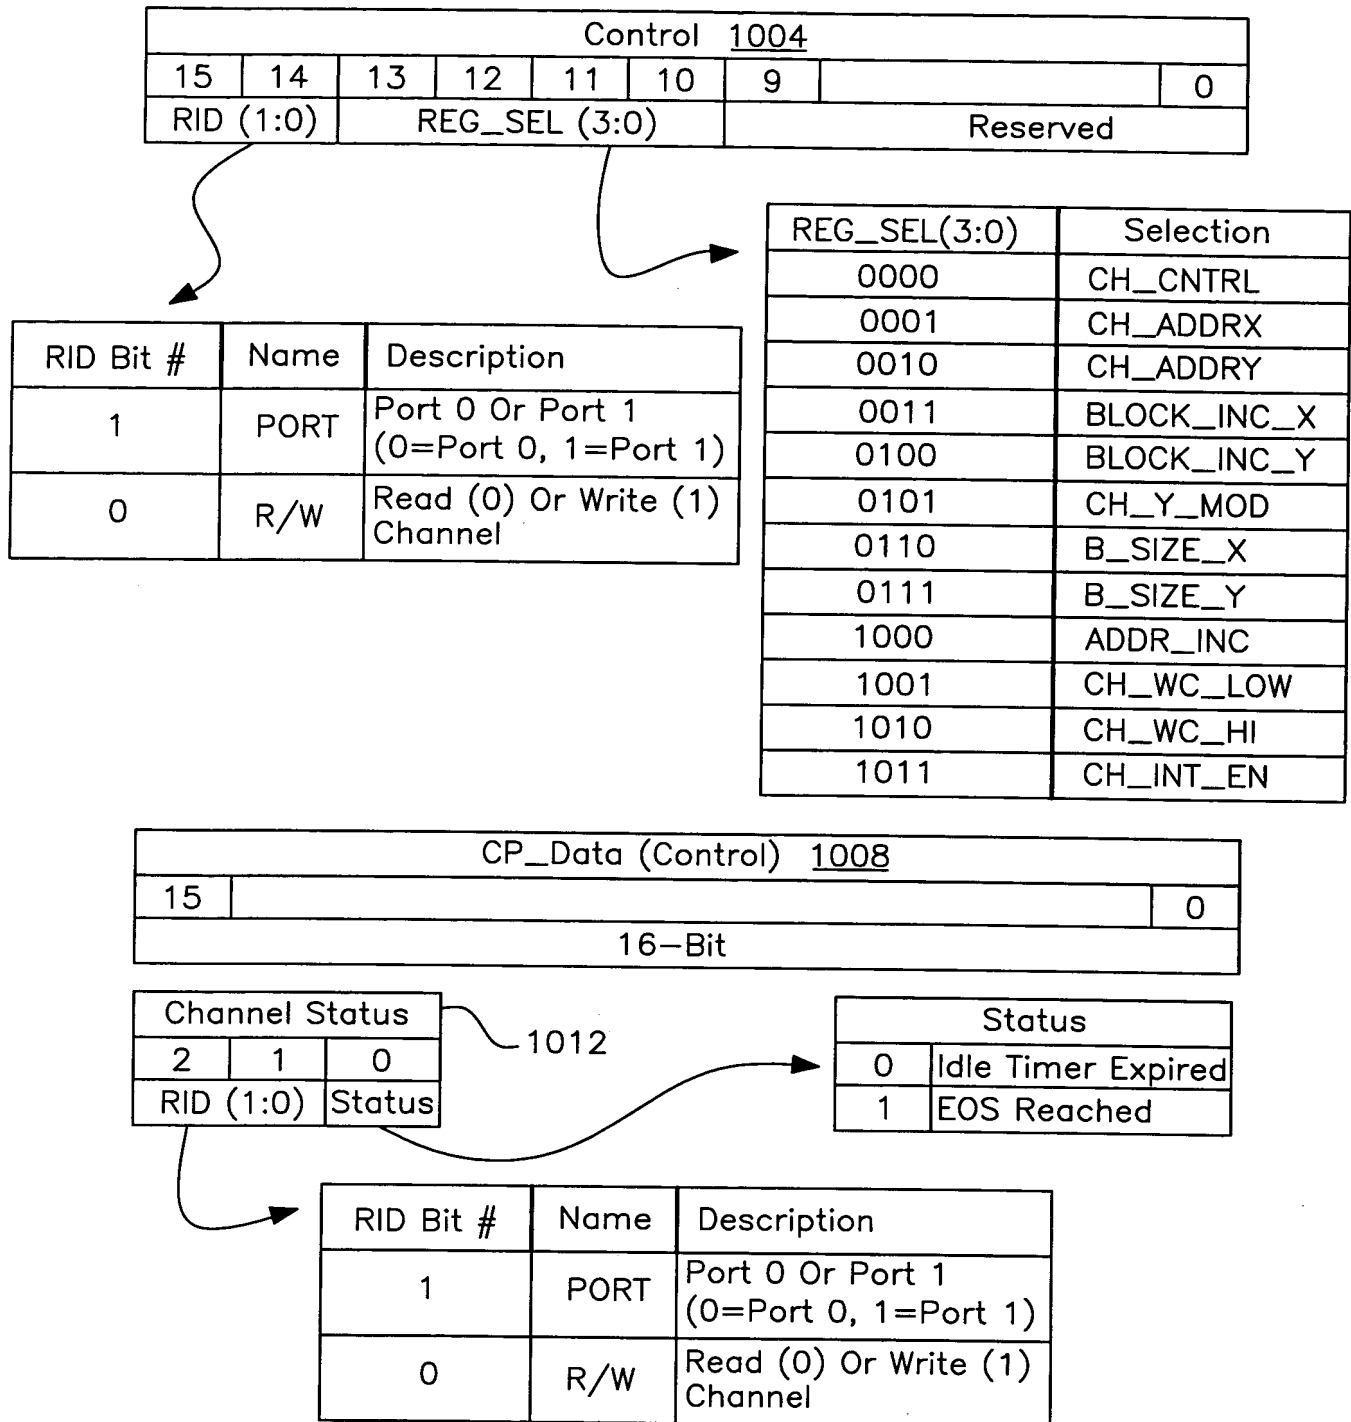 Control 1004
15 14 13 12 11 10 9 0
RID (1:0) REG_SEL (3:0) Reserved
REG_SEL(3:0) Selection
0000 CH_CNTRL
0001 CH_ADDRX
0010 CH_ADDRY
0011 BLOCK_INC_X
0100 BLOCK_INC_Y
0101 CH_Y_MOD
0110 B_SIZE_X
0111 B_SIZE_Y
1000 ADDR_INC
1001 CH_WC_LOW
1010 CH_WC_HI
1011 CH_INT_EN
RID Bit # Name Description
1 PORT Port 0 Or Port 1
(0=Port 0, 1=Port 1)
0 R/W Read (0) Or Write (1)
Channel
CP_Data (Control) 1008
15 0
16-Bit
Channel Status
2 1 0
RID (1:0) Status
1012
Status
0 Idle Timer Expired
1 EOS Reached
RID Bit # Name Description
1 PORT Port 0 Or Port 1
(0=Port 0, 1=Port 1)
0 R/W Read (0) Or Write (1)
Channel